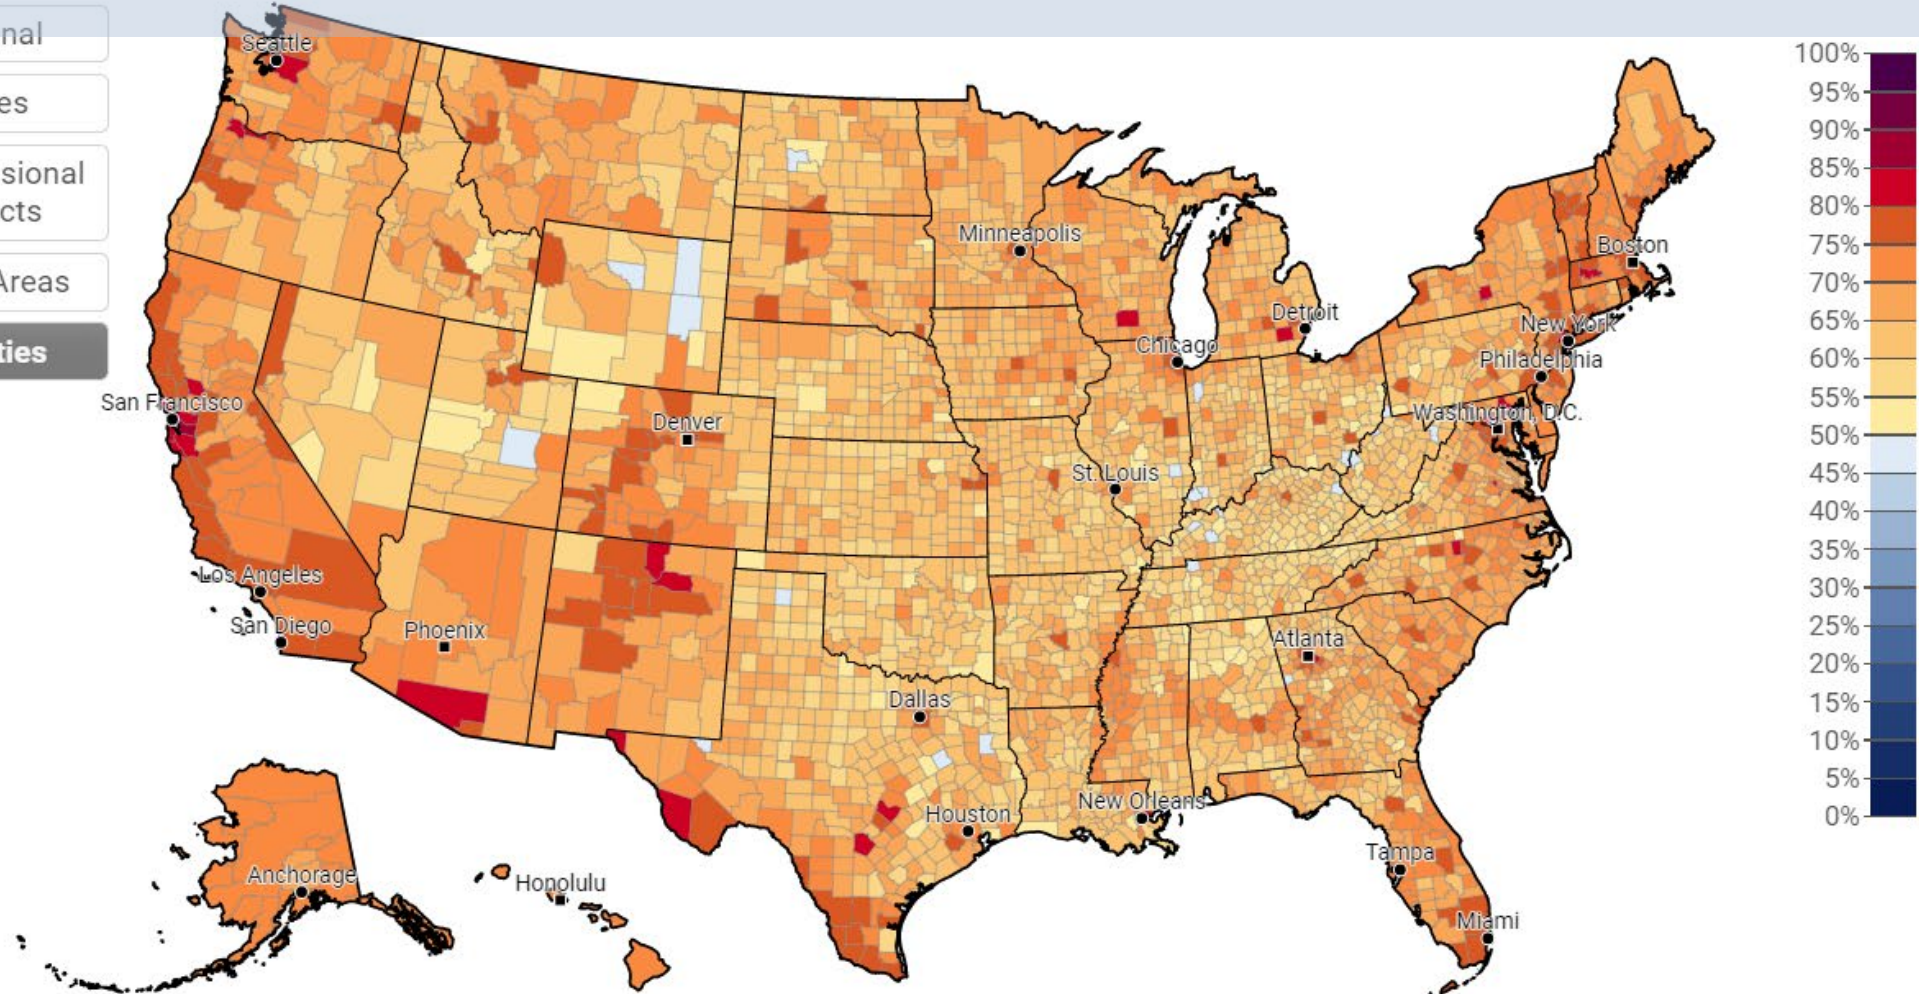 nal
es
sional
cts
Areas
ties
Seattle
Minneapolis
Boston
Detroit
New York
Chicago
Philadelphia
San Francisco
Washington, D.C.
Denver
St. Louis
Los Angeles
San Diego
Phoenix
Atlanta
Dallas
New Orleans
Houston
Tampa
Anchorage
Honolulu
Miami
100%
95%
90%
85%
80%
75%
70%
65%
60%
55%
50%
45%
40%
35%
30%
25%
20%
15%
10%
5%
0%